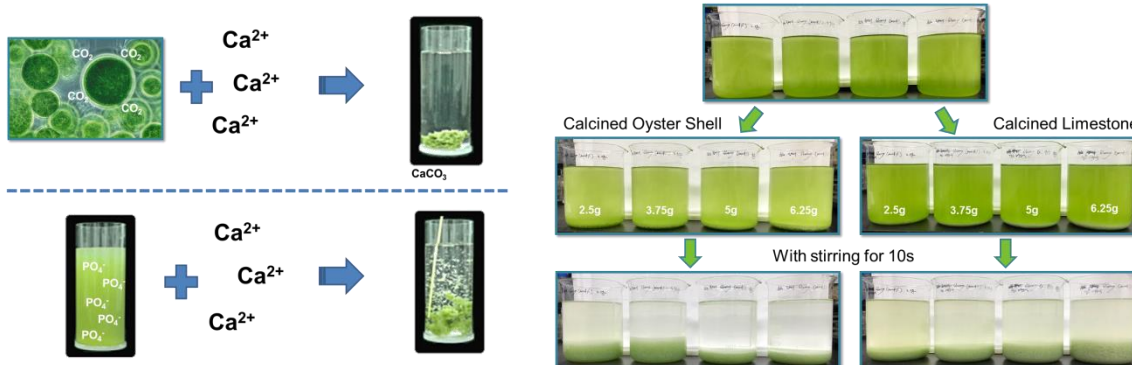 CO₂
CO₂
CO₂
CO₂
Ca²⁺
Ca²⁺
Ca²⁺
CaCO₃
PO₄⁻
PO₄⁻
PO₄⁻
PO₄⁻
PO₄⁻
Ca²⁺
Ca²⁺
Ca²⁺
Calcined Oyster Shell
Calcined Limestone
2.5g
3.75g
5g
6.25g
2.5g
3.75g
5g
6.25g
With stirring for 10s